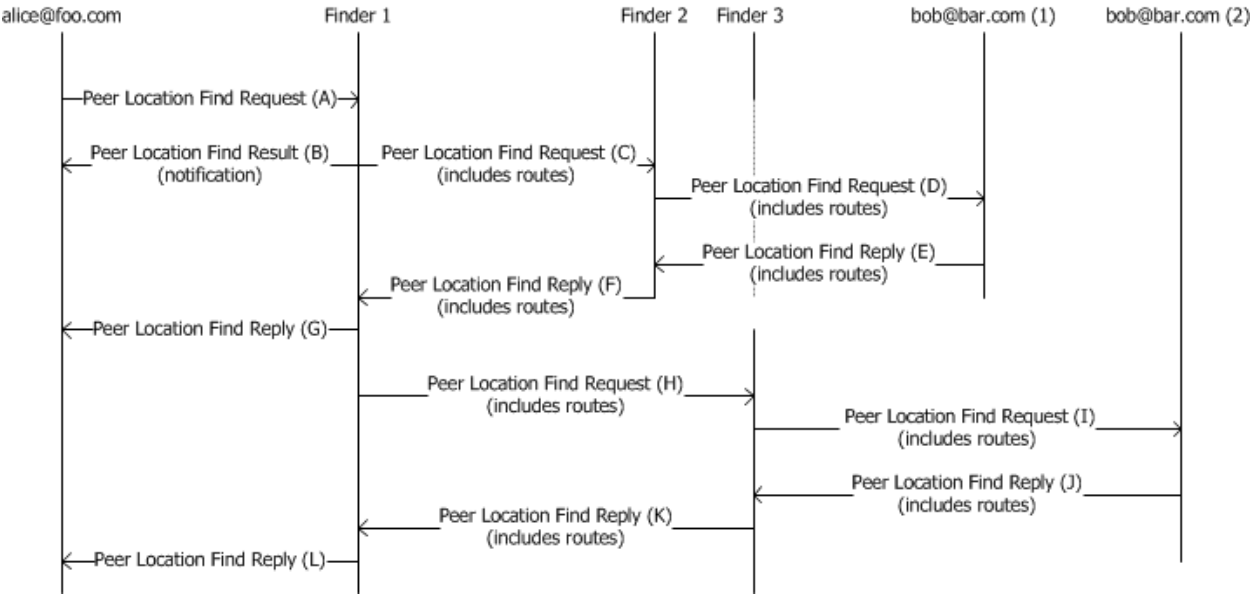 alice@foo.com
Finder 1
Finder 2
Finder 3
bob@bar.com (1)
bob@bar.com (2)
Peer Location Find Request (A)
Peer Location Find Result (B)
(notification)
Peer Location Find Request (C)
(includes routes)
Peer Location Find Request (D)
(includes routes)
Peer Location Find Reply (E)
(includes routes)
Peer Location Find Reply (F)
(includes routes)
Peer Location Find Reply (G)
Peer Location Find Request (H)
(includes routes)
Peer Location Find Request (I)
(includes routes)
Peer Location Find Reply (J)
(includes routes)
Peer Location Find Reply (K)
(includes routes)
Peer Location Find Reply (L)